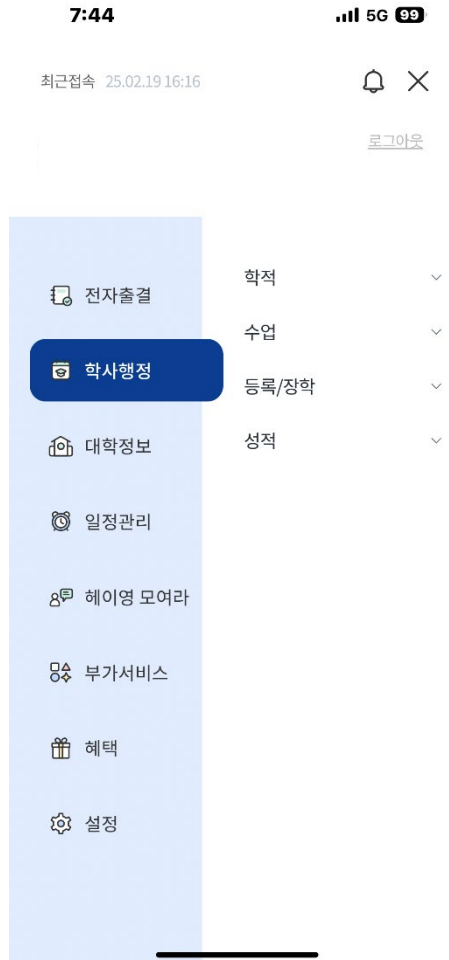 7:44
5G 99
최근접속 25.02.19 16:16
로그아웃
전자출결
학사행정
대학정보
일정관리
헤이영 모여라
부가서비스
혜택
설정
학적
수업
등록/장학
성적